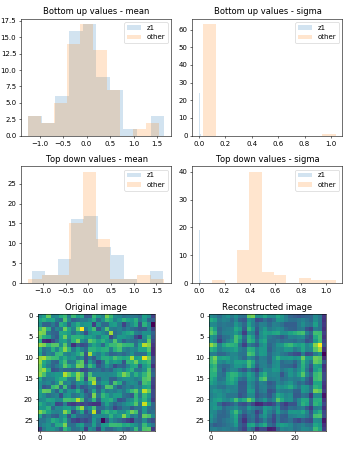 Bottom up values - mean
17.5
15.0
12.5
10.0
7.5
5.0
2.5
0.0
−1.0 −0.5 0.0 0.5 1.0 1.5
z1
other
Bottom up values - sigma
60
50
40
30
20
10
0
0.0 0.2 0.4 0.6 0.8 1.0
z1
other
Top down values - mean
25
20
15
10
5
0
−1.0 −0.5 0.0 0.5 1.0 1.5
z1
other
Top down values - sigma
40
30
20
10
0
0.0 0.2 0.4 0.6 0.8 1.0
z1
other
Original image
0
5
10
15
20
25
0 10 20
Reconstructed image
0
5
10
15
20
25
0 10 20